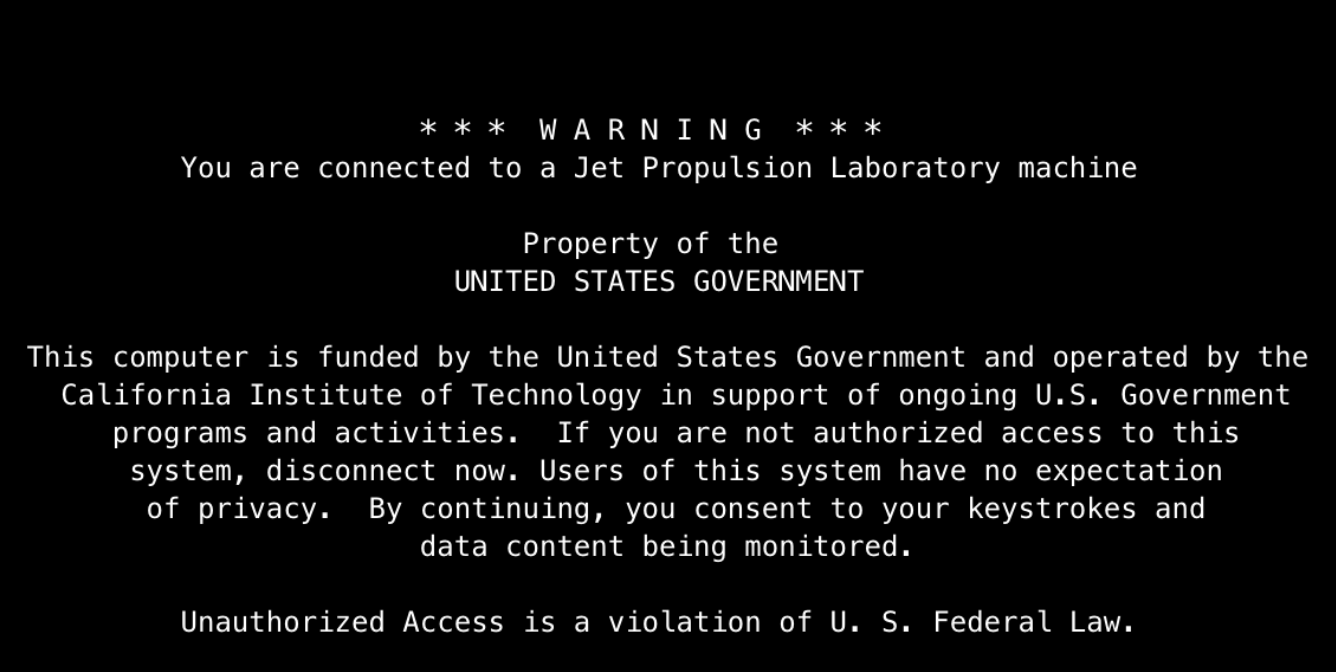 * * *  W A R N I N G  * * *
You are connected to a Jet Propulsion Laboratory machine
Property of the
UNITED STATES GOVERNMENT
This computer is funded by the United States Government and operated by the
California Institute of Technology in support of ongoing U.S. Government
programs and activities.  If you are not authorized access to this
system, disconnect now. Users of this system have no expectation
of privacy.  By continuing, you consent to your keystrokes and
data content being monitored.
Unauthorized Access is a violation of U. S. Federal Law.